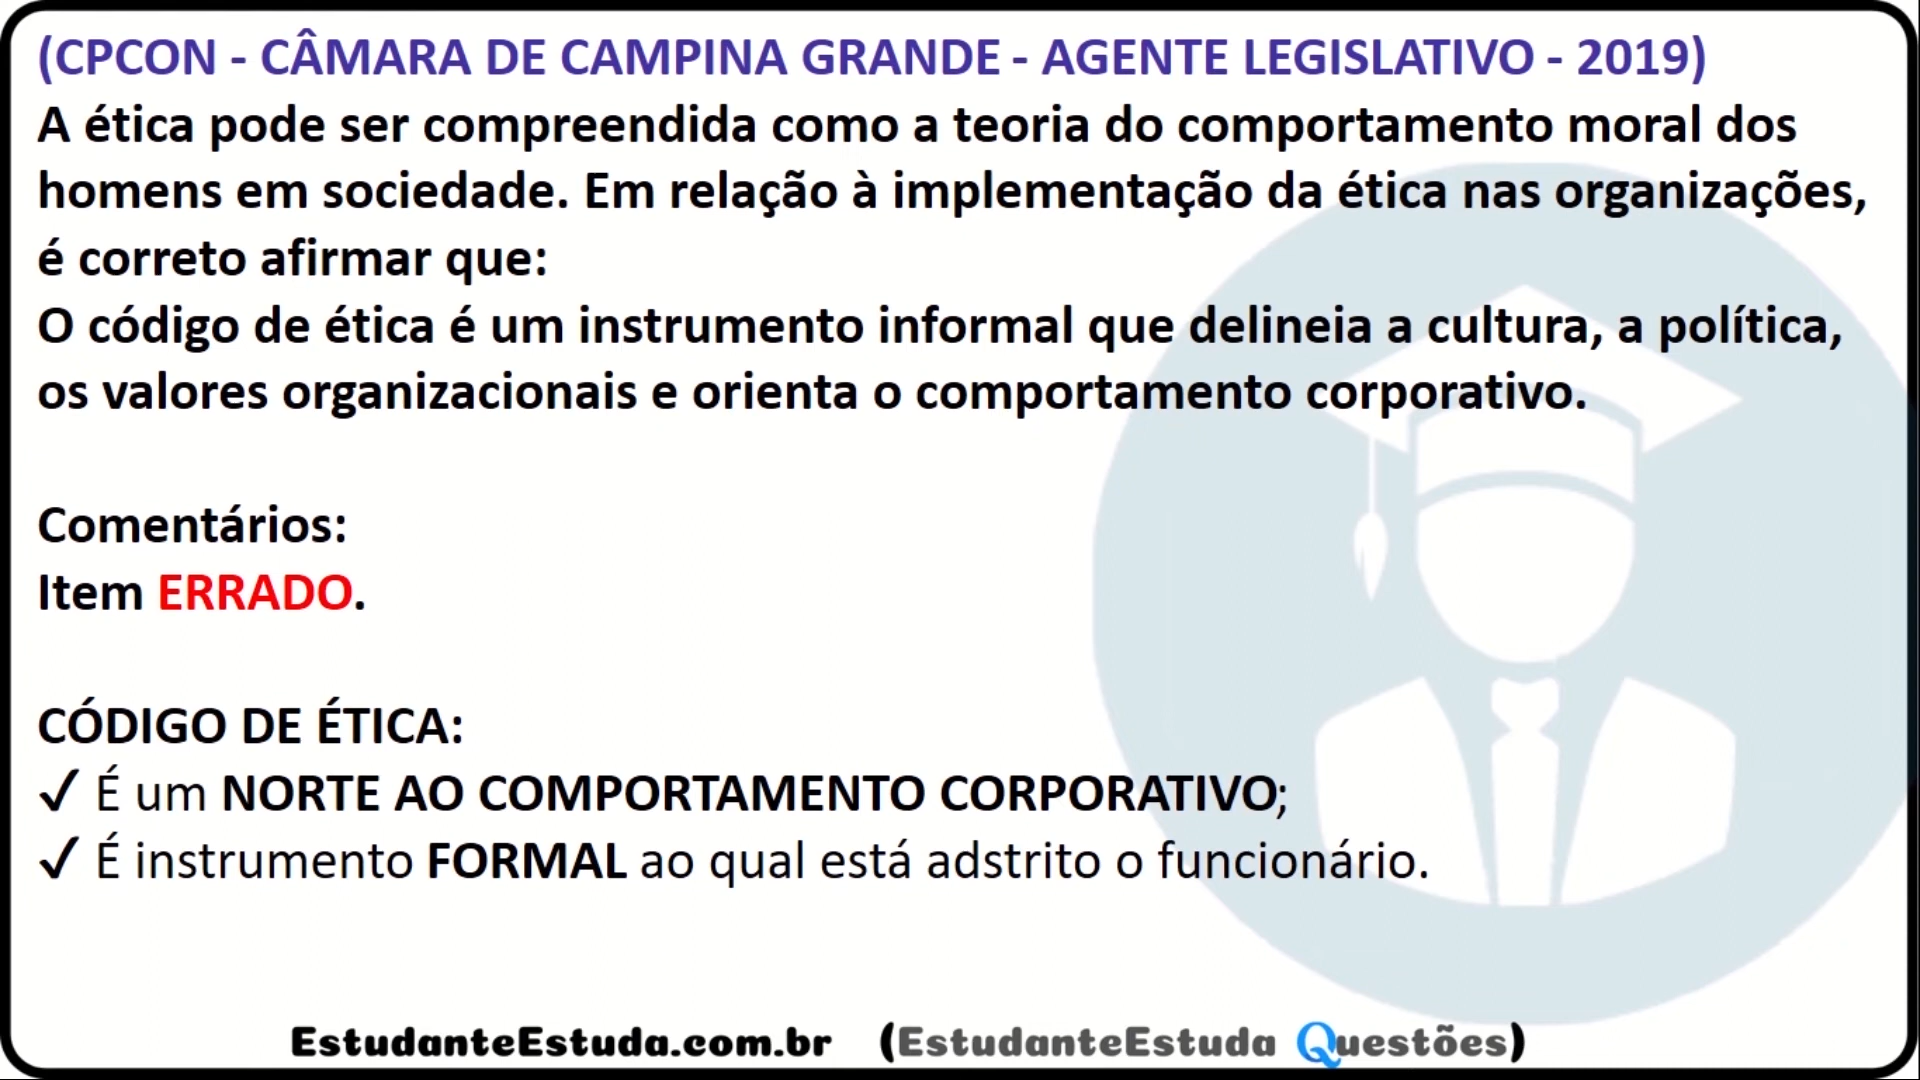 (CPCON - CÂMARA DE CAMPINA GRANDE - AGENTE LEGISLATIVO - 2019)
A ética pode ser compreendida como a teoria do comportamento moral dos
homens em sociedade. Em relação à implementação da ética nas organizações,
é correto afirmar que:
O código de ética é um instrumento informal que delineia a cultura, a política,
os valores organizacionais e orienta o comportamento corporativo.
Comentários:
Item ERRADO.
CÓDIGO DE ÉTICA:
✓ É um NORTE AO COMPORTAMENTO CORPORATIVO;
✓ É instrumento FORMAL ao qual está adstrito o funcionário.
EstudanteEstuda.com.br (EstudanteEstuda Questões)